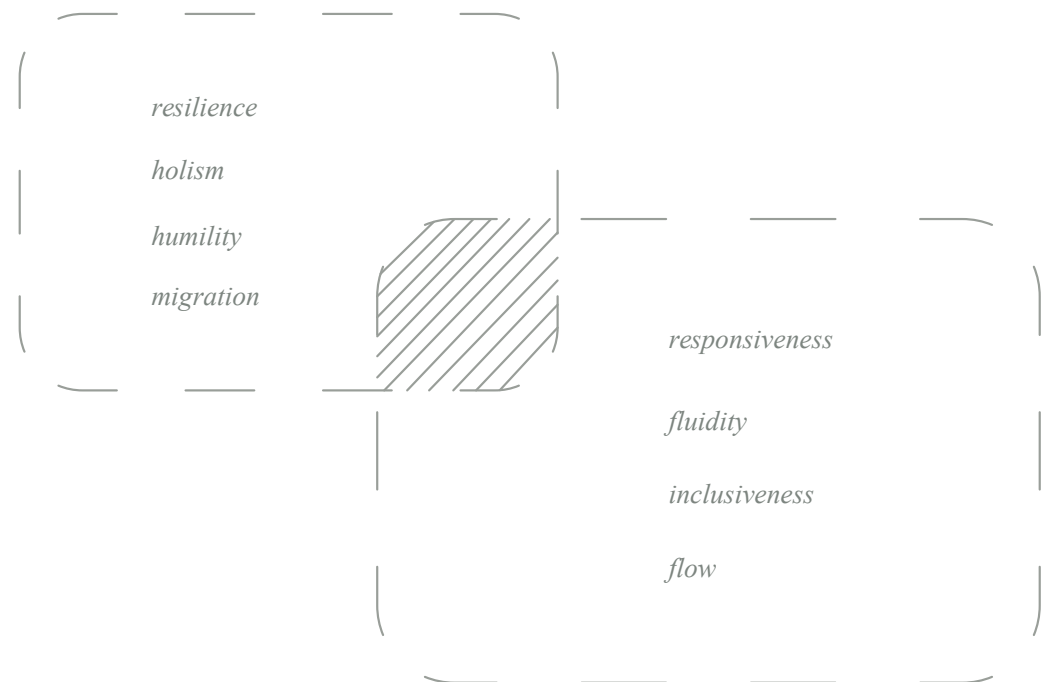 resilience
holism
humility
migration
responsiveness
fluidity
inclusiveness
flow